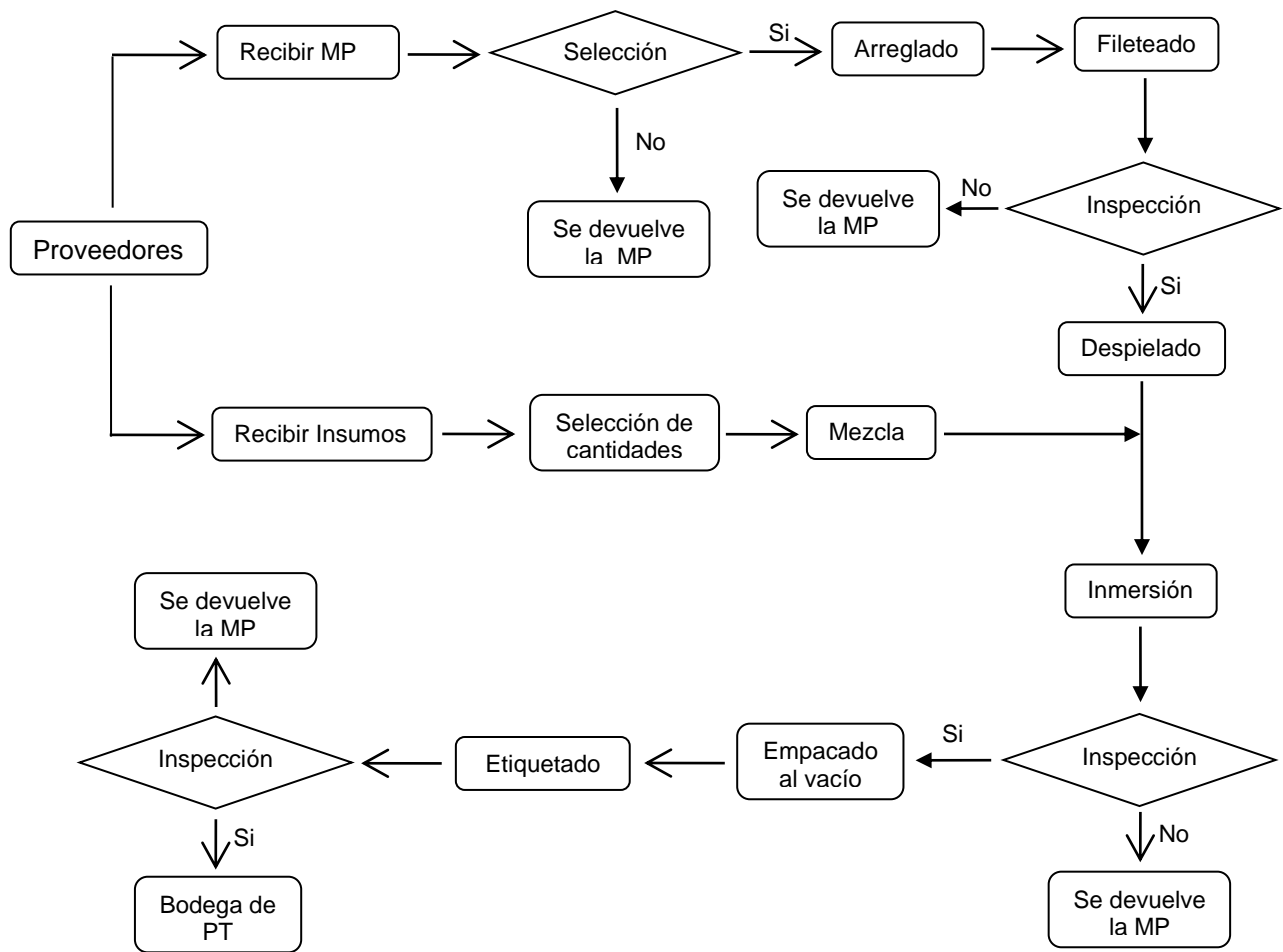 Recibir MP
Selección
Si
Arreglado
Fileteado
No
Se devuelve
la MP
Se devuelve
la MP
No
Inspección
Si
Proveedores
Despielado
Recibir Insumos
Selección de
cantidades
Mezcla
Inmersión
Se devuelve
la MP
Inspección
Etiquetado
Empacado
al vacío
Si
Inspección
Si
No
Bodega de
PT
Se devuelve
la MP